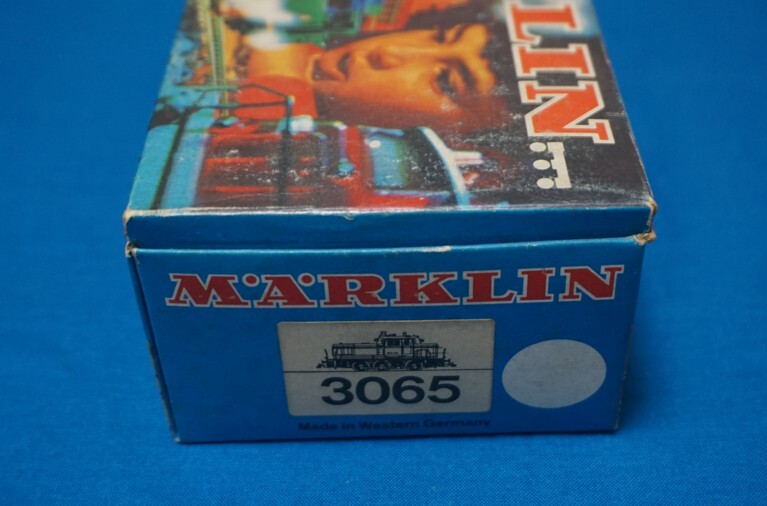 LIN
MÄRKLIN
3065
Made in Western Germany